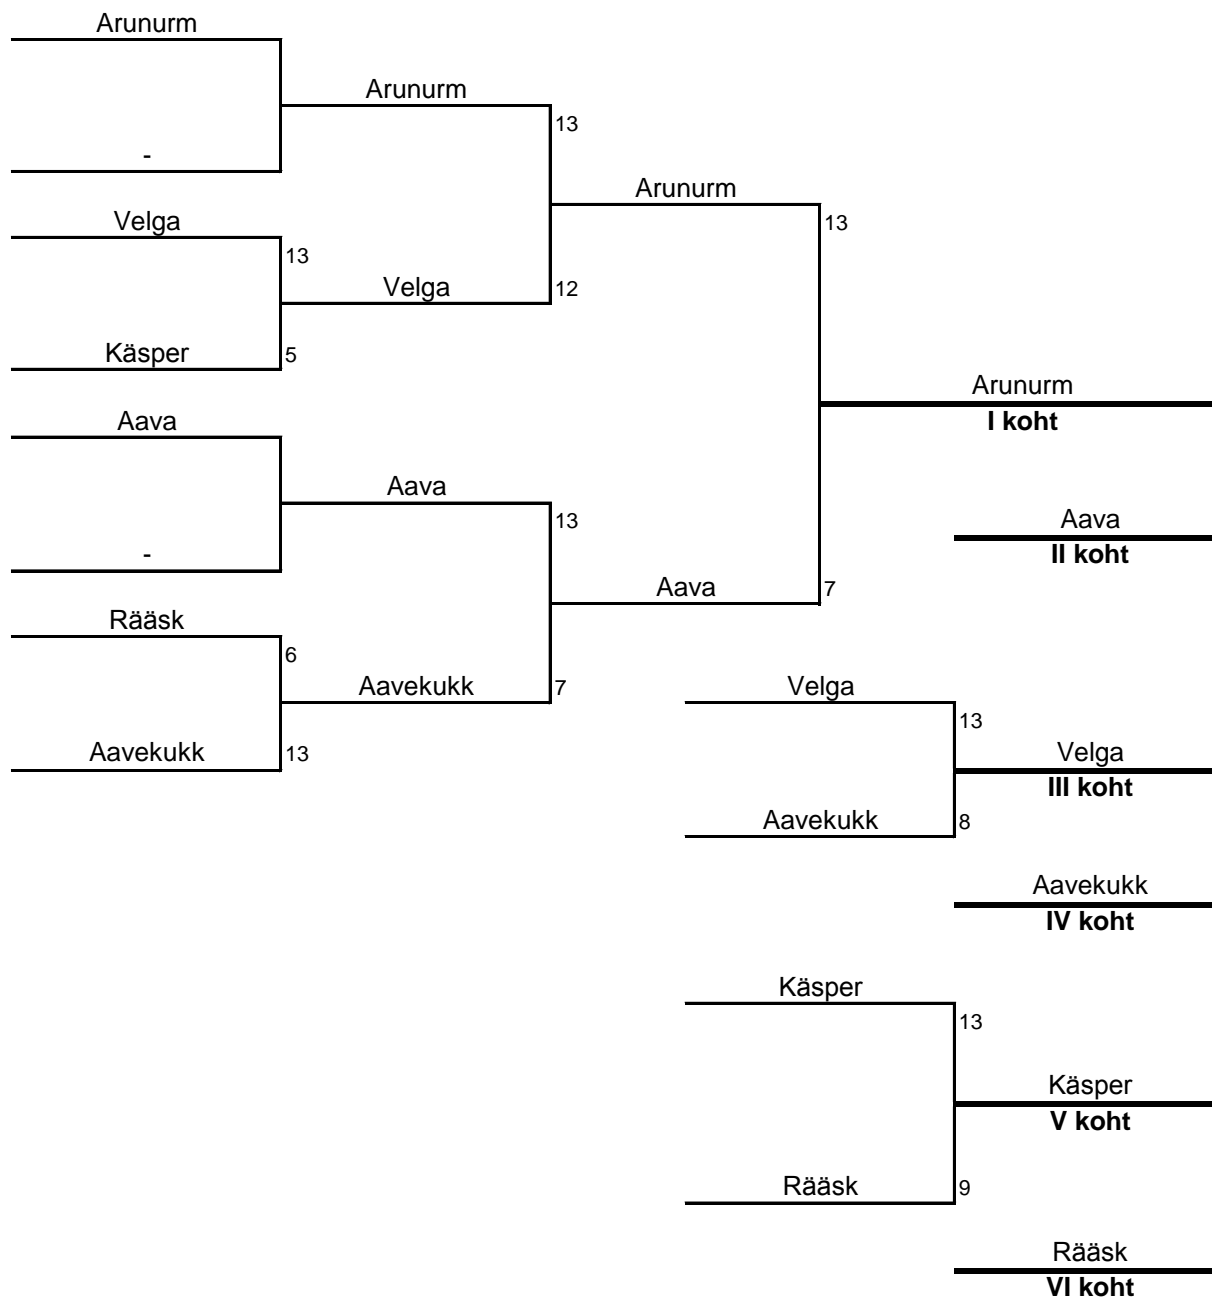 Arunurm
Arunurm
13
-
Arunurm
Velga
13
13
Velga
12
Käsper
5
Arunurm
I koht
Aava
Aava
13
Aava
II koht
-
Aava
7
Rääsk
6
Aavekukk
7
Velga
13
Aavekukk
13
Velga
III koht
Aavekukk
8
Aavekukk
IV koht
Käsper
13
Käsper
V koht
Rääsk
9
Rääsk
VI koht